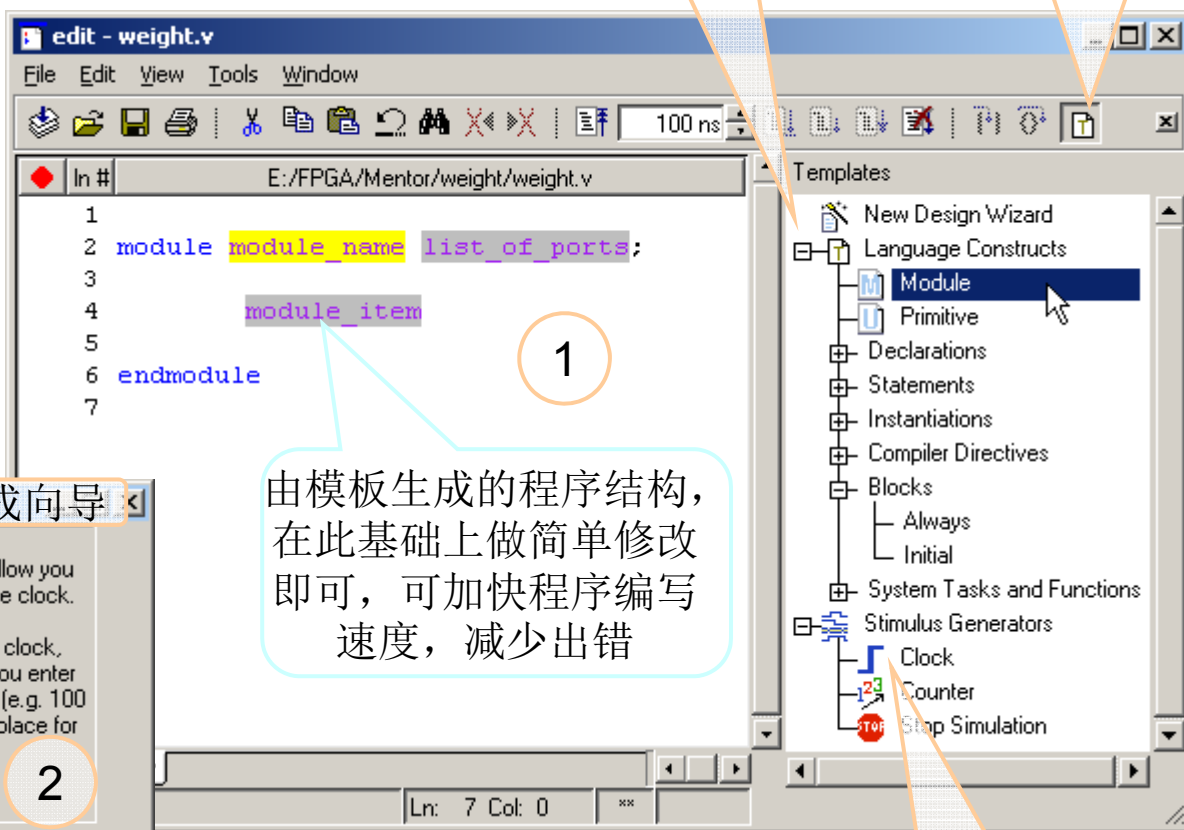 edit - weight.v
File Edit View Tools Window
100 ns
ln #
E:/FPGA/Mentor/weight/weight.v
1
2 module module_name list_of_ports;
3
4 module_item
5
6 endmodule
7
1
由模板生成的程序结构，
在此基础上做简单修改
即可，可加快程序编写
速度，减少出错
Templates
New Design Wizard
Language Constructs
Module
Primitive
Declarations
Statements
Instantiations
Compiler Directives
Blocks
Always
Initial
System Tasks and Functions
Stimulus Generators
Clock
Counter
Stop Simulation
向导
you
clock.
clock,
enter
(e.g. 100
place for
2
Ln: 7 Col: 0